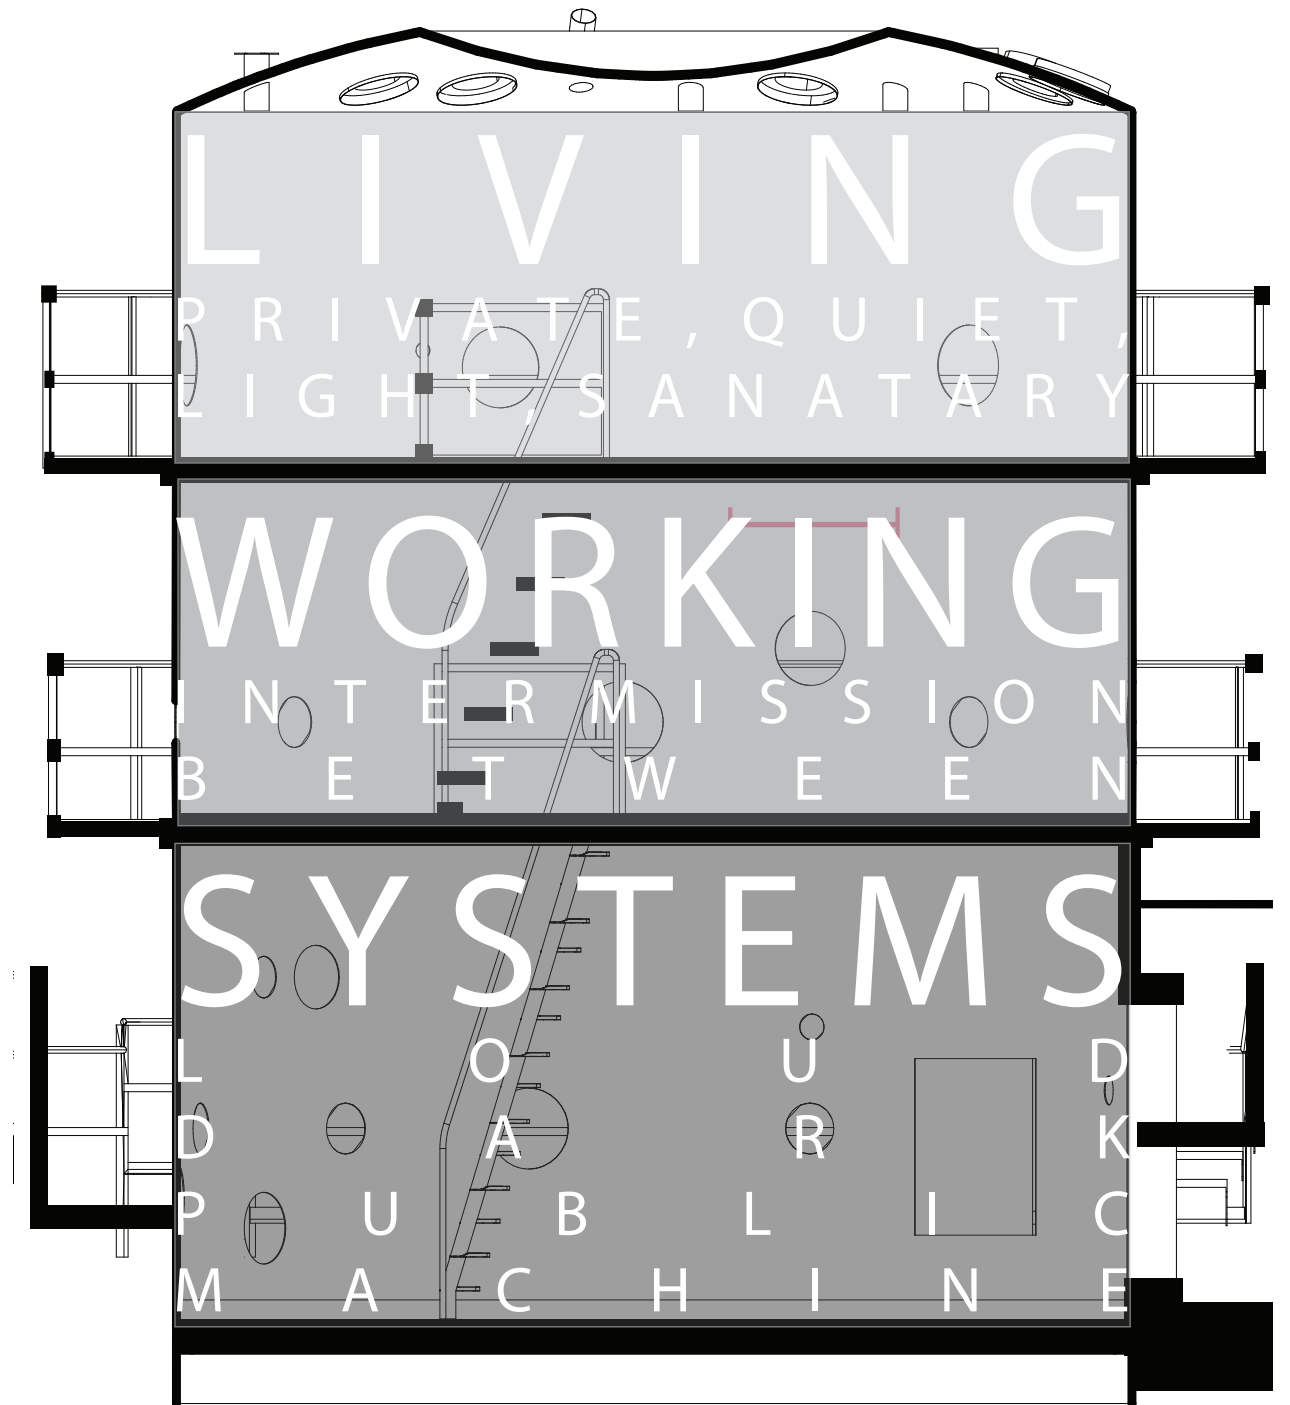 LIVING
PRIVATE, QUIET,
LIGHT, SANATARY
WORKING
INTERMISSION
BETWEEN
SYSTEMS
LOUD
DARK
PUBLIC
MACHINE